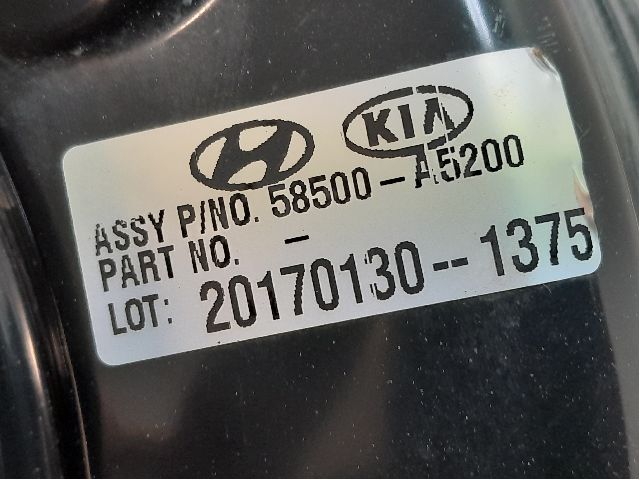 KIA
ASSY P/NO. 58500-A5200
PART NO. -
LOT: 20170130--1375